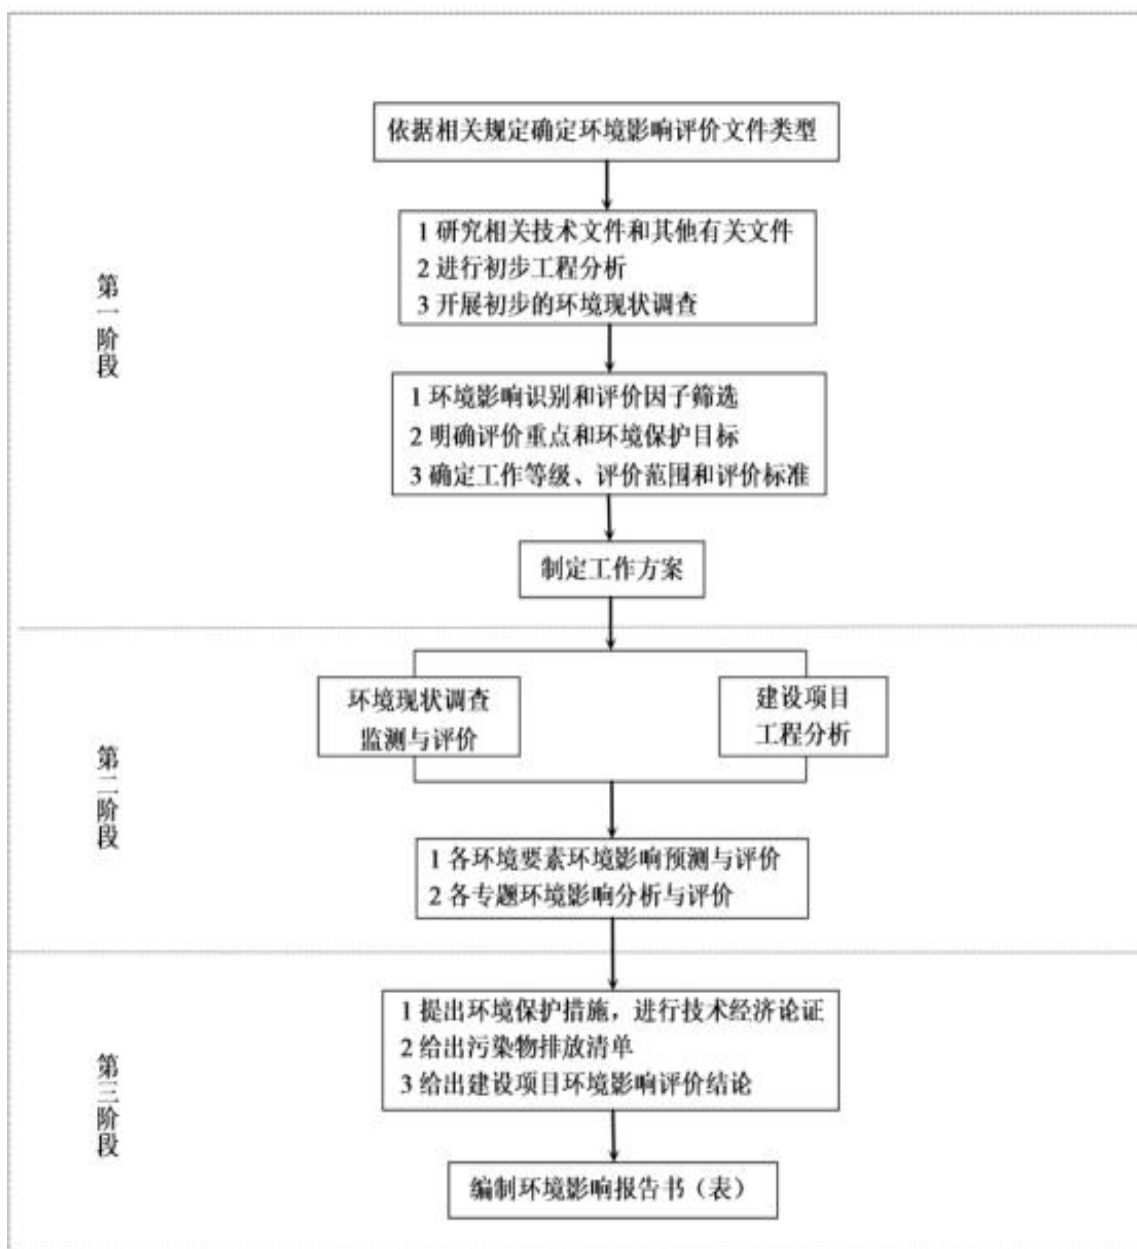 依据相关规定确定环境影响评价文件类型
1 研究相关技术文件和其他有关文件
2 进行初步工程分析
3 开展初步的环境现状调查
第一阶段
1 环境影响识别和评价因子筛选
2 明确评价重点和环境保护目标
3 确定工作等级、评价范围和评价标准
制定工作方案
环境现状调查
监测与评价
建设项目
工程分析
第二阶段
1 各环境要素环境影响预测与评价
2 各专题环境影响分析与评价
1 提出环境保护措施，进行技术经济论证
2 给出污染物排放清单
3 给出建设项目环境影响评价结论
第三阶段
编制环境影响报告书（表）